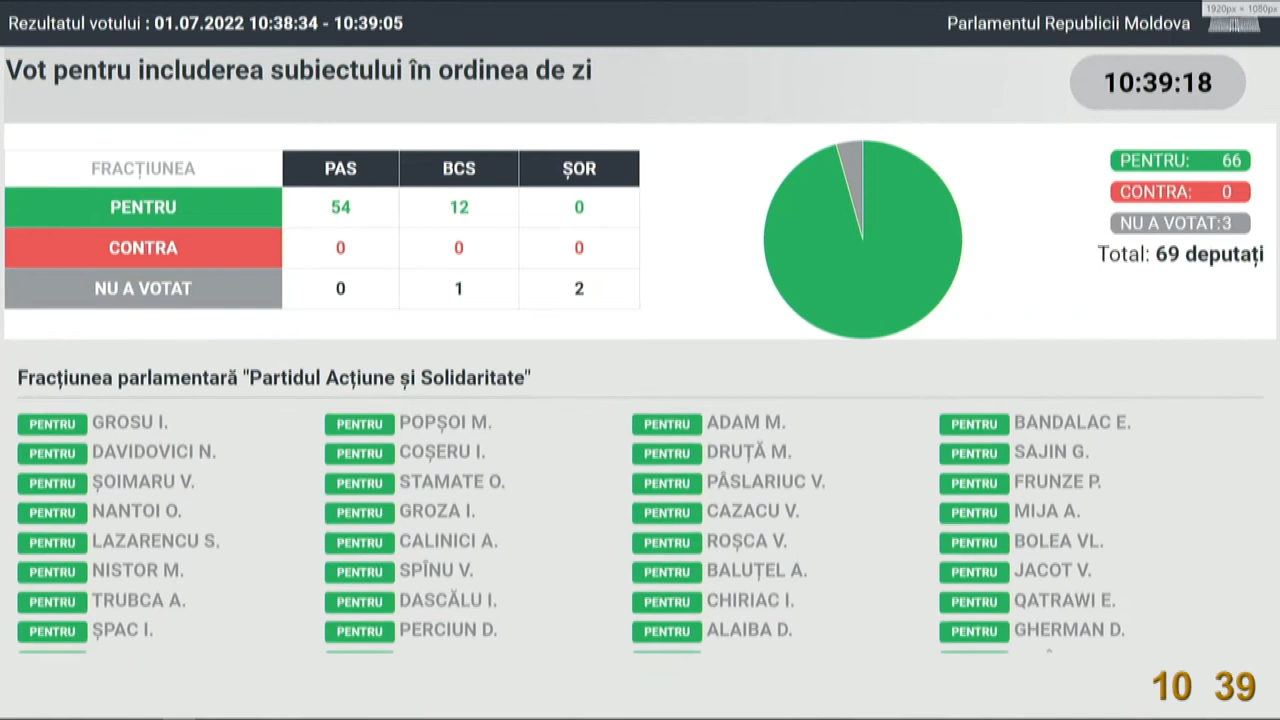 Rezultatul votului : 01.07.2022 10:38:34 - 10:39:05
Parlamentul Republicii Moldova
1920px × 1080px
Vot pentru includerea subiectului în ordinea de zi
10:39:18
FRACȚIUNEA PAS BCS ȘOR
PENTRU 54 12 0
CONTRA 0 0 0
NU A VOTAT 0 1 2
PENTRU: 66
CONTRA: 0
NU A VOTAT:3
Total: 69 deputați
Fracțiunea parlamentară "Partidul Acțiune și Solidaritate"
PENTRU GROSU I. PENTRU POPȘOI M. PENTRU ADAM M. PENTRU BANDALAC E.
PENTRU DAVIDOVICI N. PENTRU COȘERU I. PENTRU DRUȚĂ M. PENTRU SAJIN G.
PENTRU ȘOIMARU V. PENTRU STAMATE O. PENTRU PÂSLARIUC V. PENTRU FRUNZE P.
PENTRU NANTOI O. PENTRU GROZA I. PENTRU CAZACU V. PENTRU MIJA A.
PENTRU LAZARENCU S. PENTRU CALINICI A. PENTRU ROȘCA V. PENTRU BOLEA VL.
PENTRU NISTOR M. PENTRU SPÎNU V. PENTRU BALUȚEL A. PENTRU JACOT V.
PENTRU TRUBCA A. PENTRU DASCĂLU I. PENTRU CHIRIAC I. PENTRU QATRAWI E.
PENTRU ȘPAC I. PENTRU PERCIUN D. PENTRU ALAIBA D. PENTRU GHERMAN D.
10 39